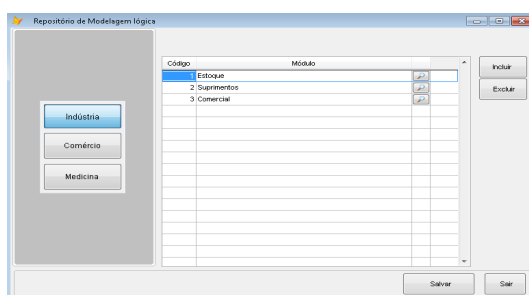 Repositório de Modelagem lógica
Código Módulo
1 Estoque
2 Suprimentos
3 Comercial
Indústria
Comércio
Medicina
Incluir
Excluir
Salvar
Sair